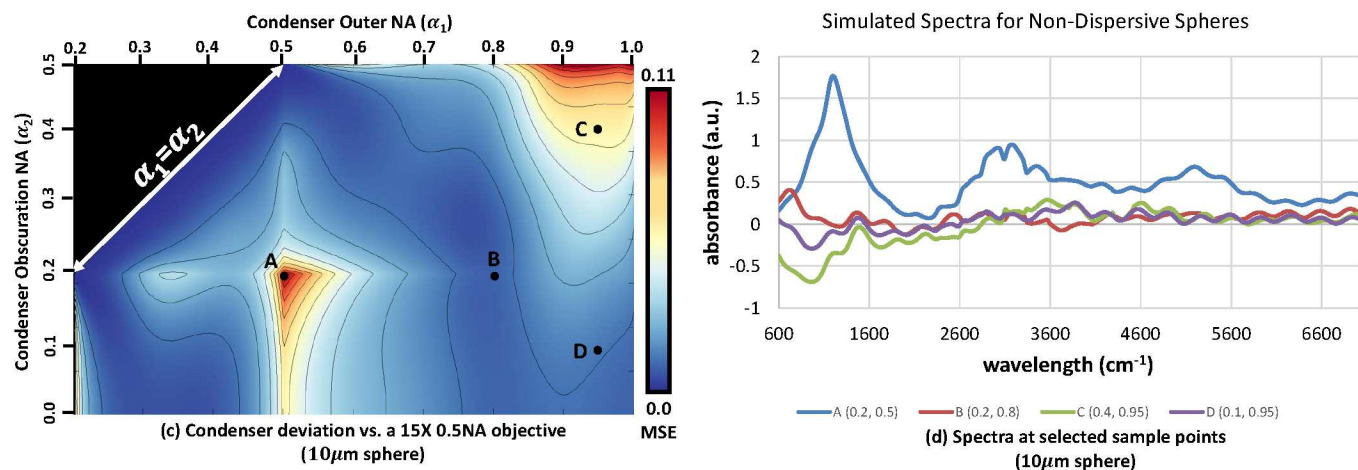 Condenser Outer NA (α₁)
0.2 0.3 0.4 0.5 0.6 0.7 0.8 0.9 1.0
Condenser Obscuration NA (α₂)
0.5
0.4
0.2
0.1
0.0
α₁=α₂
A
B
C
D
0.11
0.0
MSE
(c) Condenser deviation vs. a 15X 0.5NA objective
(10μm sphere)
Simulated Spectra for Non-Dispersive Spheres
absorbance (a.u.)
2
1.5
1
0.5
0
-0.5
-1
600 1600 2600 3600 4600 5600 6600
wavelength (cm⁻¹)
A (0.2, 0.5) B (0.2, 0.8) C (0.4, 0.95) D (0.1, 0.95)
(d) Spectra at selected sample points
(10μm sphere)